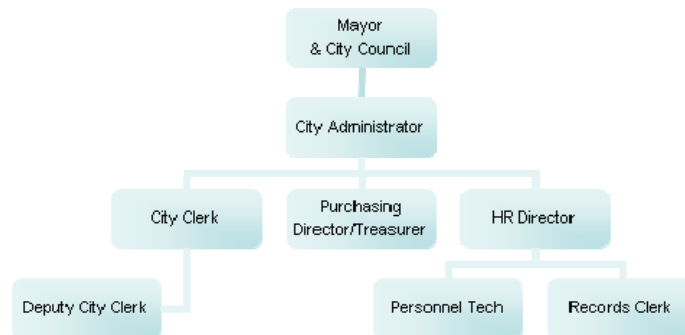 Mayor
& City Council
City Administrator
City Clerk
Purchasing
Director/Treasurer
HR Director
Deputy City Clerk
Personnel Tech
Records Clerk